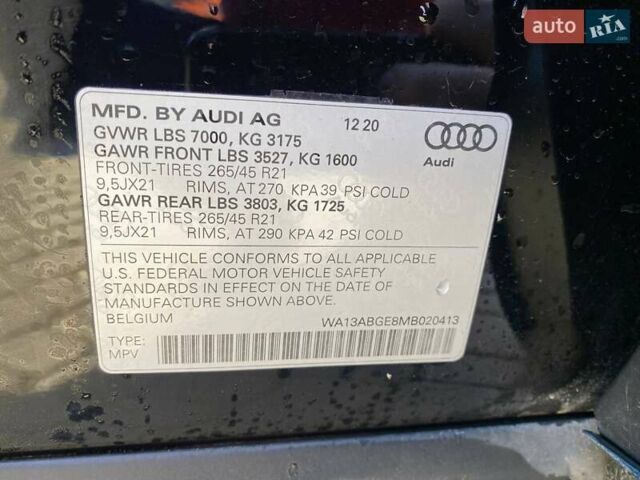 auto RIA
.com
MFD. BY AUDI AG 12 20
GVWR LBS 7000, KG 3175
GAWR FRONT LBS 3527, KG 1600
FRONT-TIRES 265/45 R21
9,5JX21 RIMS, AT 270 KPA 39 PSI COLD
GAWR REAR LBS 3803, KG 1725
REAR-TIRES 265/45 R21
9,5JX21 RIMS, AT 290 KPA 42 PSI COLD
Audi
THIS VEHICLE CONFORMS TO ALL APPLICABLE
U.S. FEDERAL MOTOR VEHICLE SAFETY
STANDARDS IN EFFECT ON THE DATE OF
MANUFACTURE SHOWN ABOVE.
BELGIUM WA13ABGE8MB020413
TYPE:
MPV